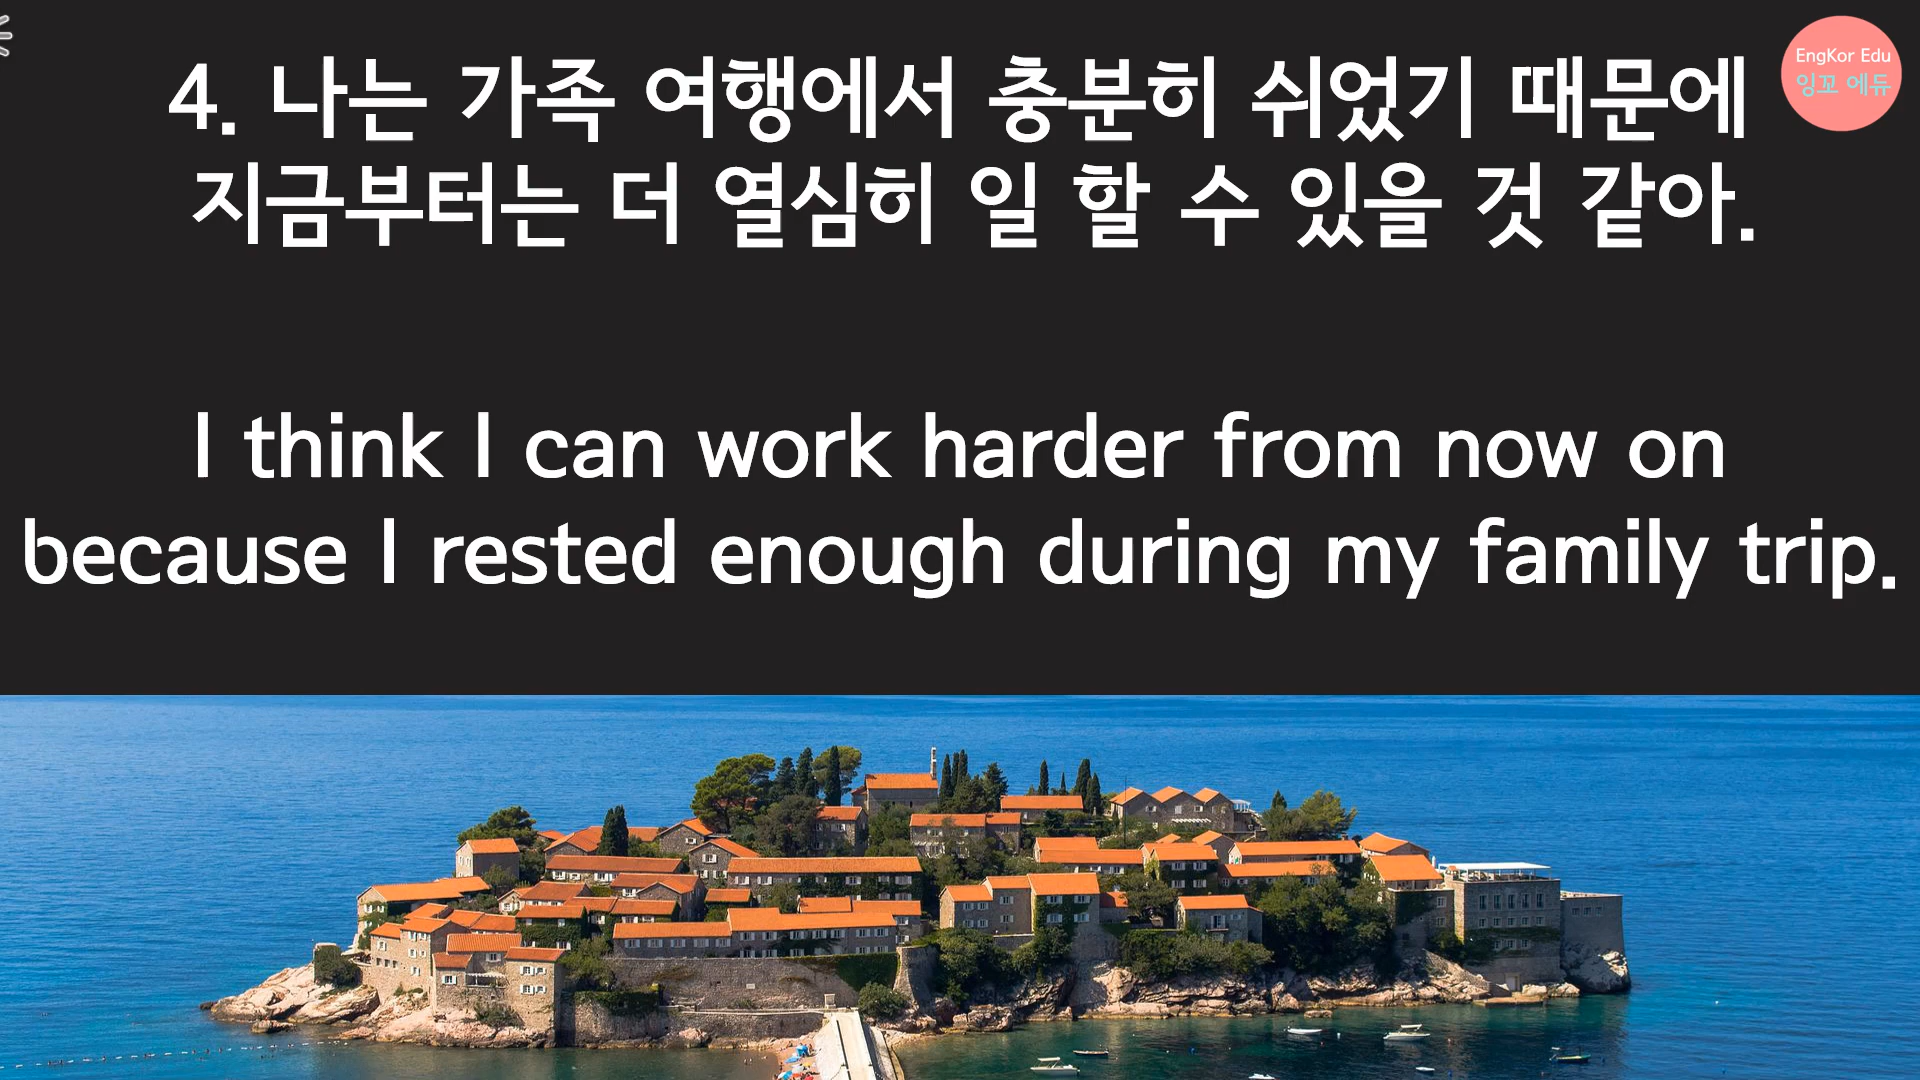 EngKor Edu
잉꼬 에듀
4. 나는 가족 여행에서 충분히 쉬었기 때문에
지금부터는 더 열심히 일 할 수 있을 것 같아.
I think I can work harder from now on
because I rested enough during my family trip.